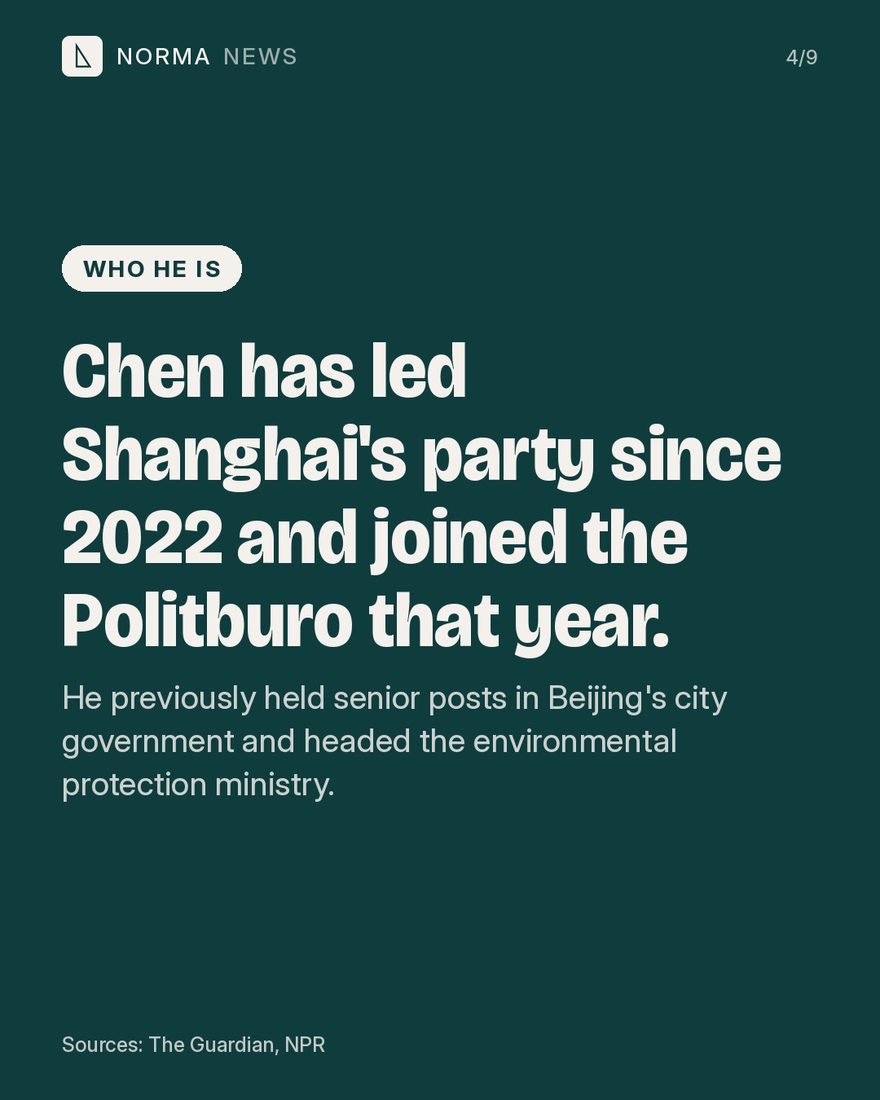 NORMA NEWS
4/9
WHO HE IS
Chen has led
Shanghai's party since
2022 and joined the
Politburo that year.
He previously held senior posts in Beijing's city
government and headed the environmental
protection ministry.
Sources: The Guardian, NPR